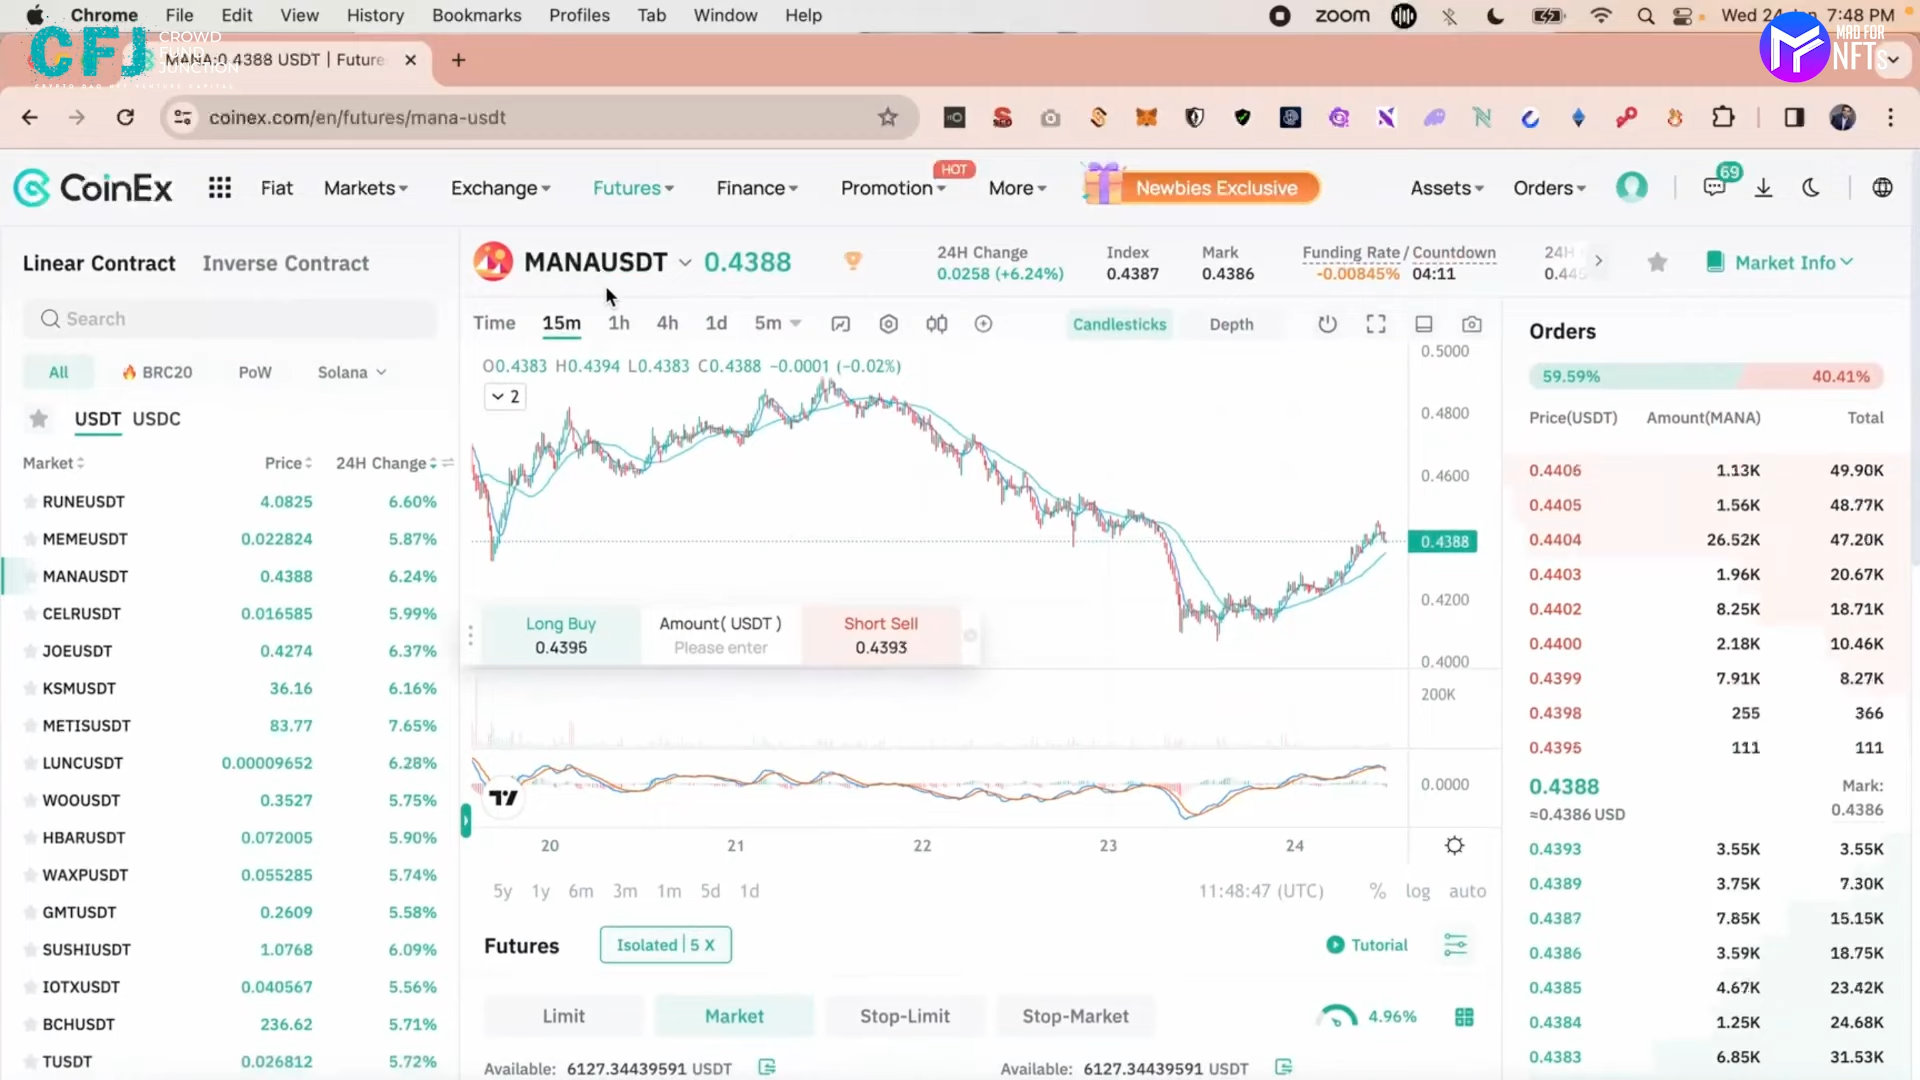 Chrome File Edit View History Bookmarks Profiles Tab Window Help
zoom Wed 24 7:48 PM
CFJ CROWD FUND JUNCTION
MANA:0.4388 USDT | Future
MAD FOR NFTs
coinex.com/en/futures/mana-usdt
CoinEx Fiat Markets Exchange Futures Finance Promotion HOT More Newbies Exclusive Assets Orders 69
Linear Contract Inverse Contract
Search
All BRC20 PoW Solana
USDT USDC
Market Price 24H Change
RUNEUSDT 4.0825 6.60%
MEMEUSDT 0.022824 5.87%
MANAUSDT 0.4388 6.24%
CELRUSDT 0.016585 5.99%
JOEUSDT 0.4274 6.37%
KSMUSDT 36.16 6.16%
METISUSDT 83.77 7.65%
LUNCUSDT 0.00009652 6.28%
WOOUSDT 0.3527 5.75%
HBARUSDT 0.072005 5.90%
WAXPUSDT 0.055285 5.74%
GMTUSDT 0.2609 5.58%
SUSHIUSDT 1.0768 6.09%
IOTXUSDT 0.040567 5.56%
BCHUSDT 236.62 5.71%
TUSDT 0.026812 5.72%
MANAUSDT 0.4388
24H Change Index Mark Funding Rate / Countdown 24H
0.0258 (+6.24%) 0.4387 0.4386 -0.00845% 04:11
Market Info
Time 15m 1h 4h 1d 5m
Candlesticks Depth
O0.4383 H0.4394 L0.4383 C0.4388 −0.0001 (−0.02%)
2
0.5000
0.4800
0.4600
0.4388
0.4200
0.4000
200K
0.0000
Long Buy Amount( USDT ) Short Sell
0.4395 Please enter 0.4393
20 21 22 23 24
5y 1y 6m 3m 1m 5d 1d 11:48:47 (UTC) % log auto
Futures Isolated 5 X Tutorial
Limit Market Stop-Limit Stop-Market 4.96%
Available: 6127.34439591 USDT Available: 6127.34439591 USDT
Orders
59.59% 40.41%
Price(USDT) Amount(MANA) Total
0.4406 1.13K 49.90K
0.4405 1.56K 48.77K
0.4404 26.52K 47.20K
0.4403 1.96K 20.67K
0.4402 8.25K 18.71K
0.4400 2.18K 10.46K
0.4399 7.91K 8.27K
0.4398 255 366
0.4395 111 111
0.4388 Mark:
≈0.4386 USD 0.4386
0.4393 3.55K 3.55K
0.4389 3.75K 7.30K
0.4387 7.85K 15.15K
0.4386 3.59K 18.75K
0.4385 4.67K 23.42K
0.4384 1.25K 24.68K
0.4383 6.85K 31.53K